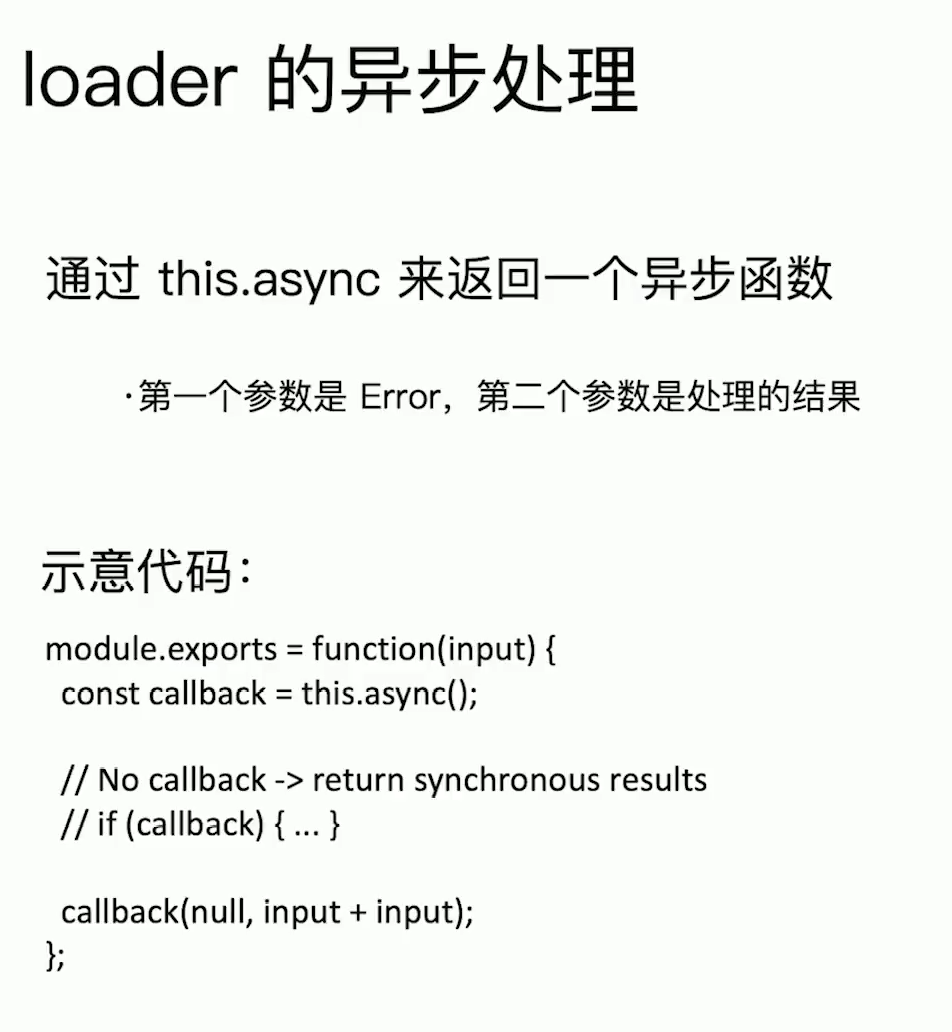 loader 的异步处理
通过 this.async 来返回一个异步函数
·第一个参数是 Error，第二个参数是处理的结果
示意代码：
module.exports = function(input) {
  const callback = this.async();
  // No callback -> return synchronous results
  // if (callback) { ... }
  callback(null, input + input);
};